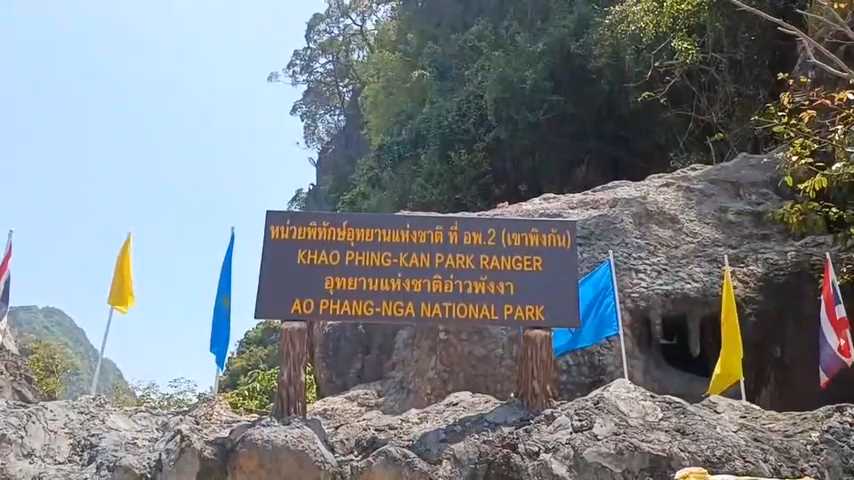 หน่วยพิทักษ์อุทยานแห่งชาติ ที่ อพ.2 (เขาพิงกัน)
KHAO PHING-KAN PARK RANGER
อุทยานแห่งชาติอ่าวพังงา
AO PHANG-NGA NATIONAL PARK